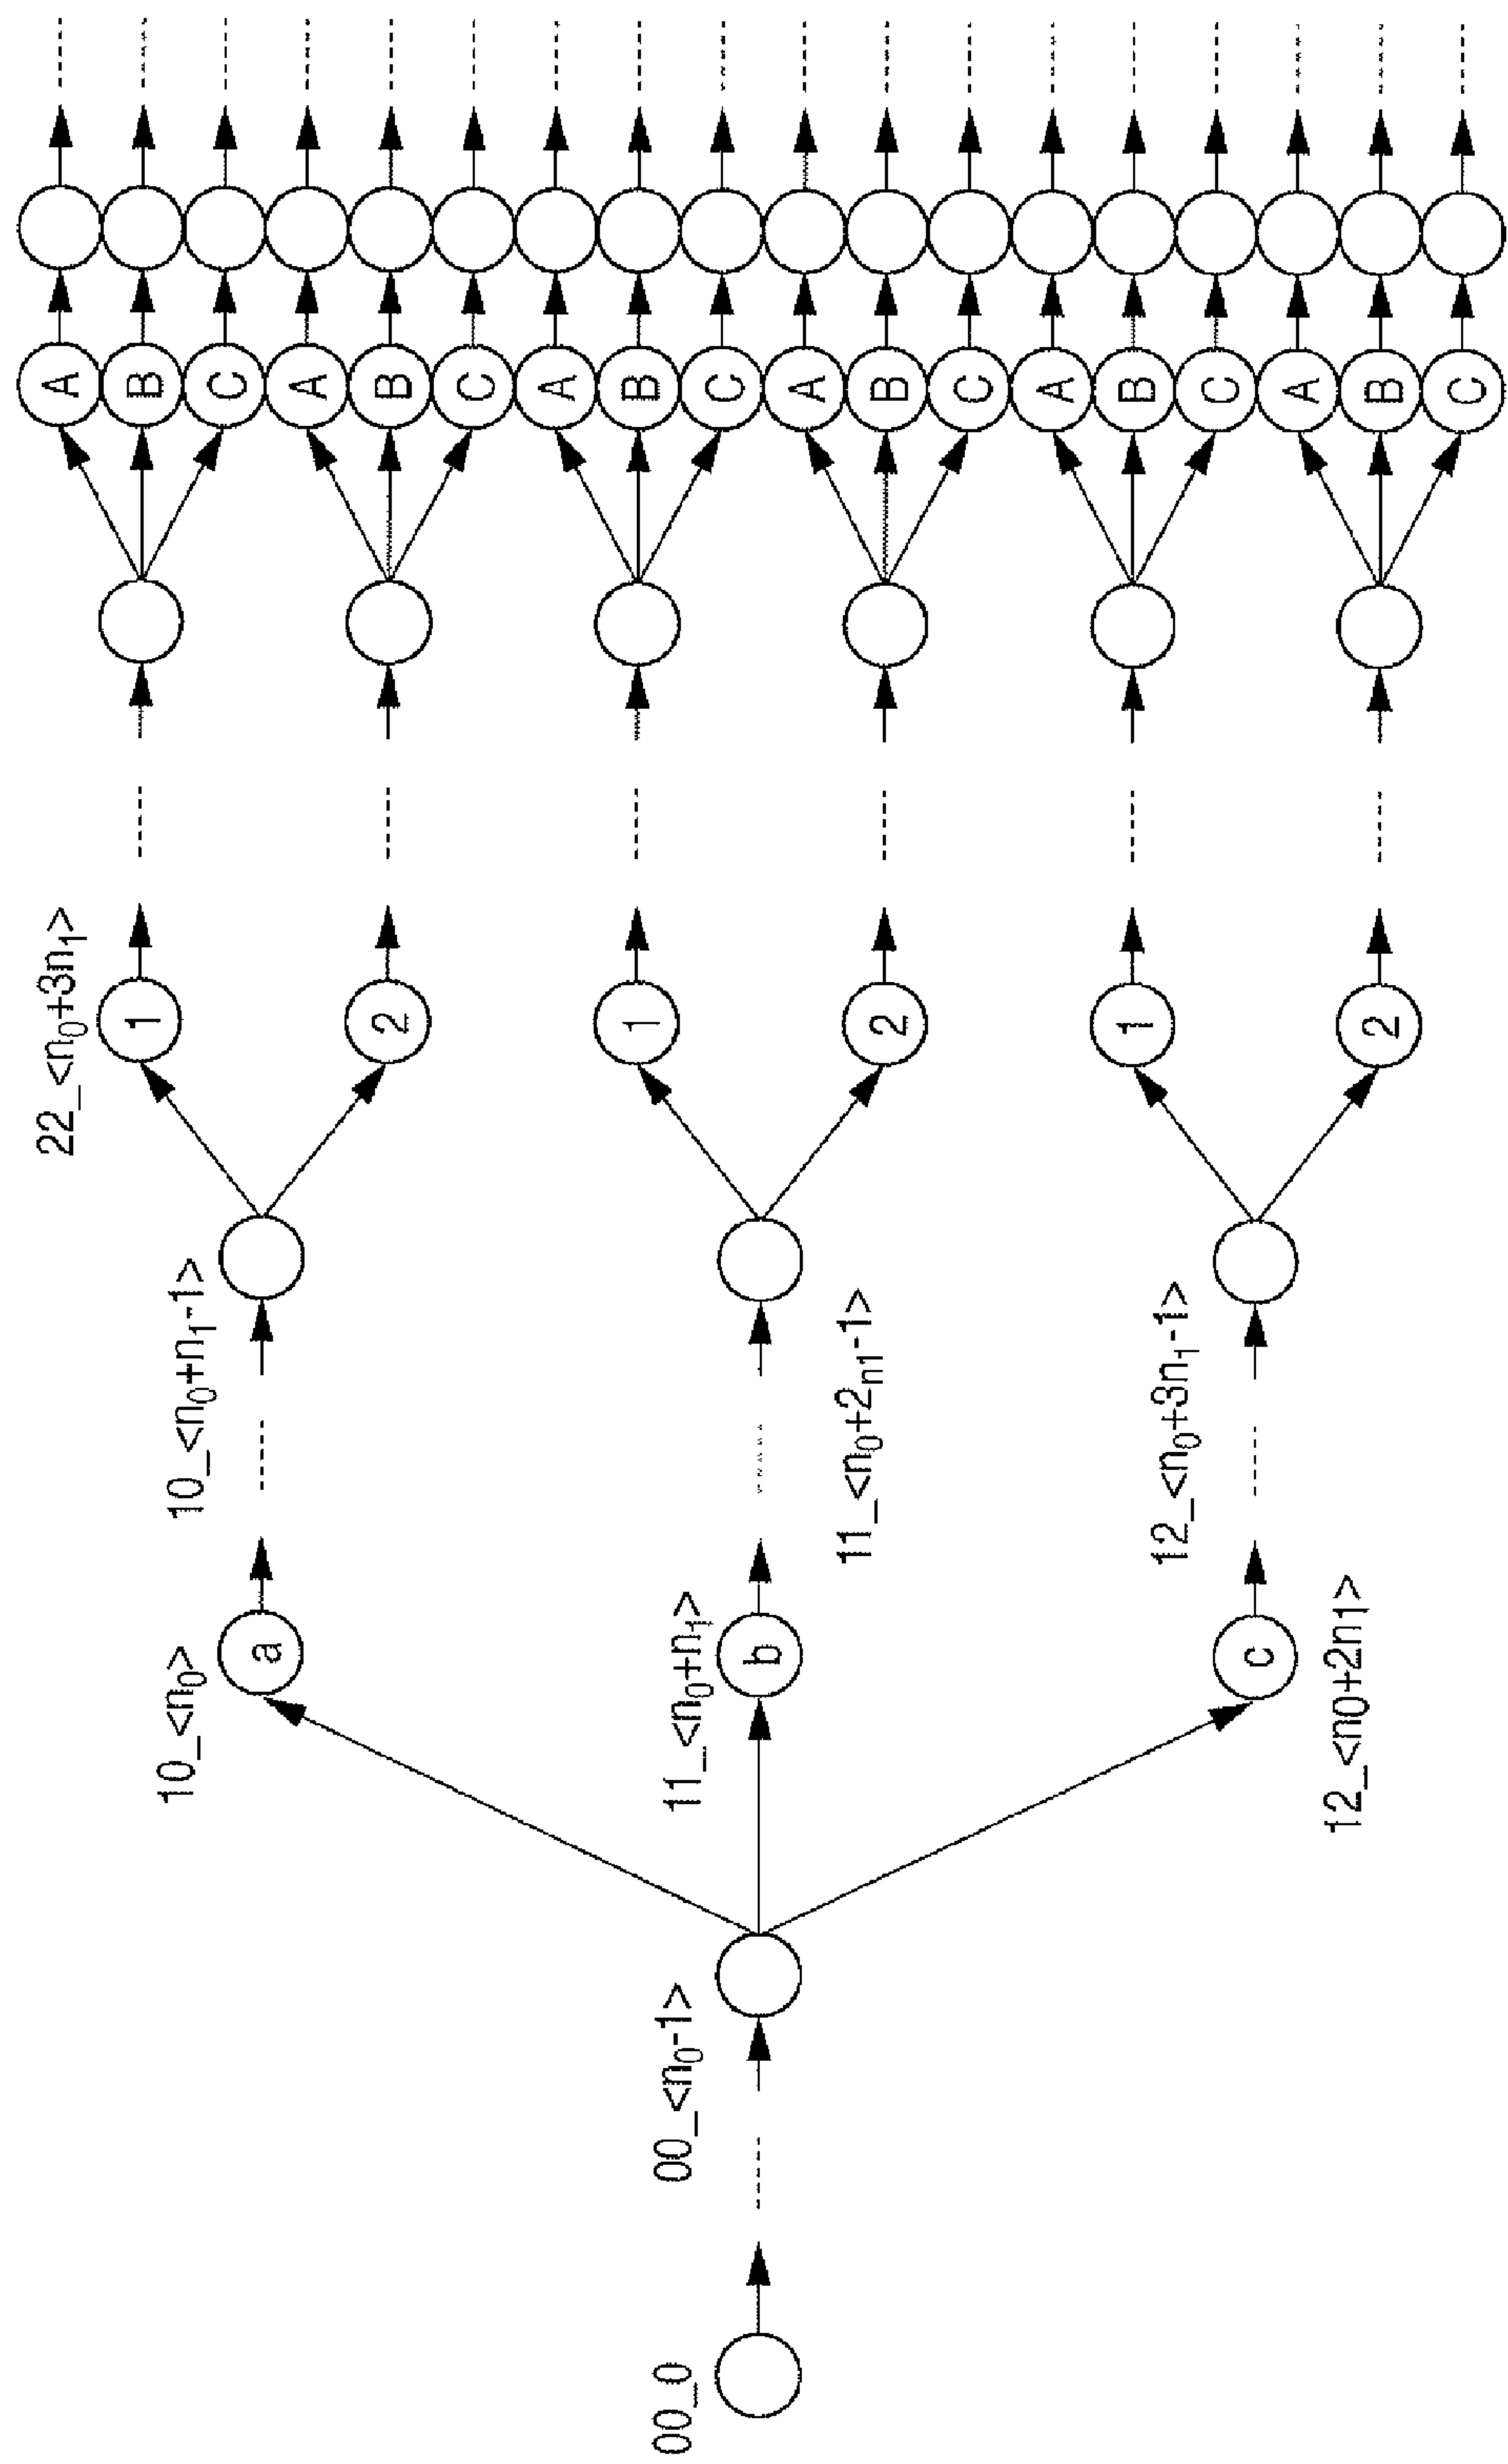 00_0
00_<n₀-1>
10_<n₀>
a
11_<n₀+n₁>
b
12_<n₀+2n₁>
c
10_<n₀+n₁-1>
11_<n₀+2ₙ₁-1>
12_<n₀+3n₁-1>
22_<n₀+3n₁>
1
2
1
2
1
2
A
B
C
A
B
C
A
B
C
A
B
C
A
B
C
A
B
C